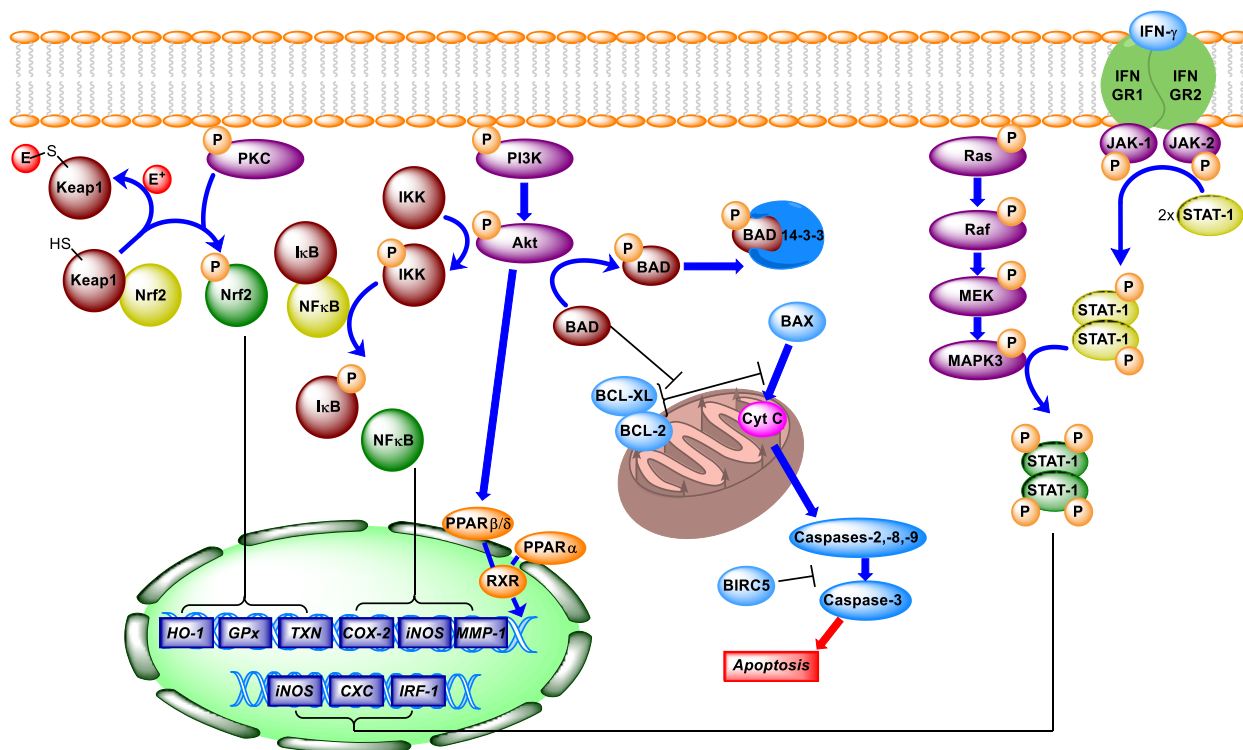 IFN-γ
IFN
GR1
IFN
GR2
JAK-1
JAK-2
P
P
2x
STAT-1
P
STAT-1
STAT-1
P
P
PKC
E
S
Keap1
E+
HS
Keap1
Nrf2
P
Nrf2
P
PI3K
P
Akt
IKK
P
IKK
IκB
NFκB
P
IκB
NFκB
P
BAD
P
BAD
14-3-3
BAD
BAX
BCL-XL
BCL-2
Cyt C
Caspases-2,-8,-9
BIRC5
Caspase-3
Apoptosis
P
Ras
P
Raf
P
MEK
P
MAPK3
P
P
STAT-1
STAT-1
P
P
PPARβ/δ
PPARα
RXR
HO-1
GPx
TXN
COX-2
iNOS
MMP-1
iNOS
CXC
IRF-1